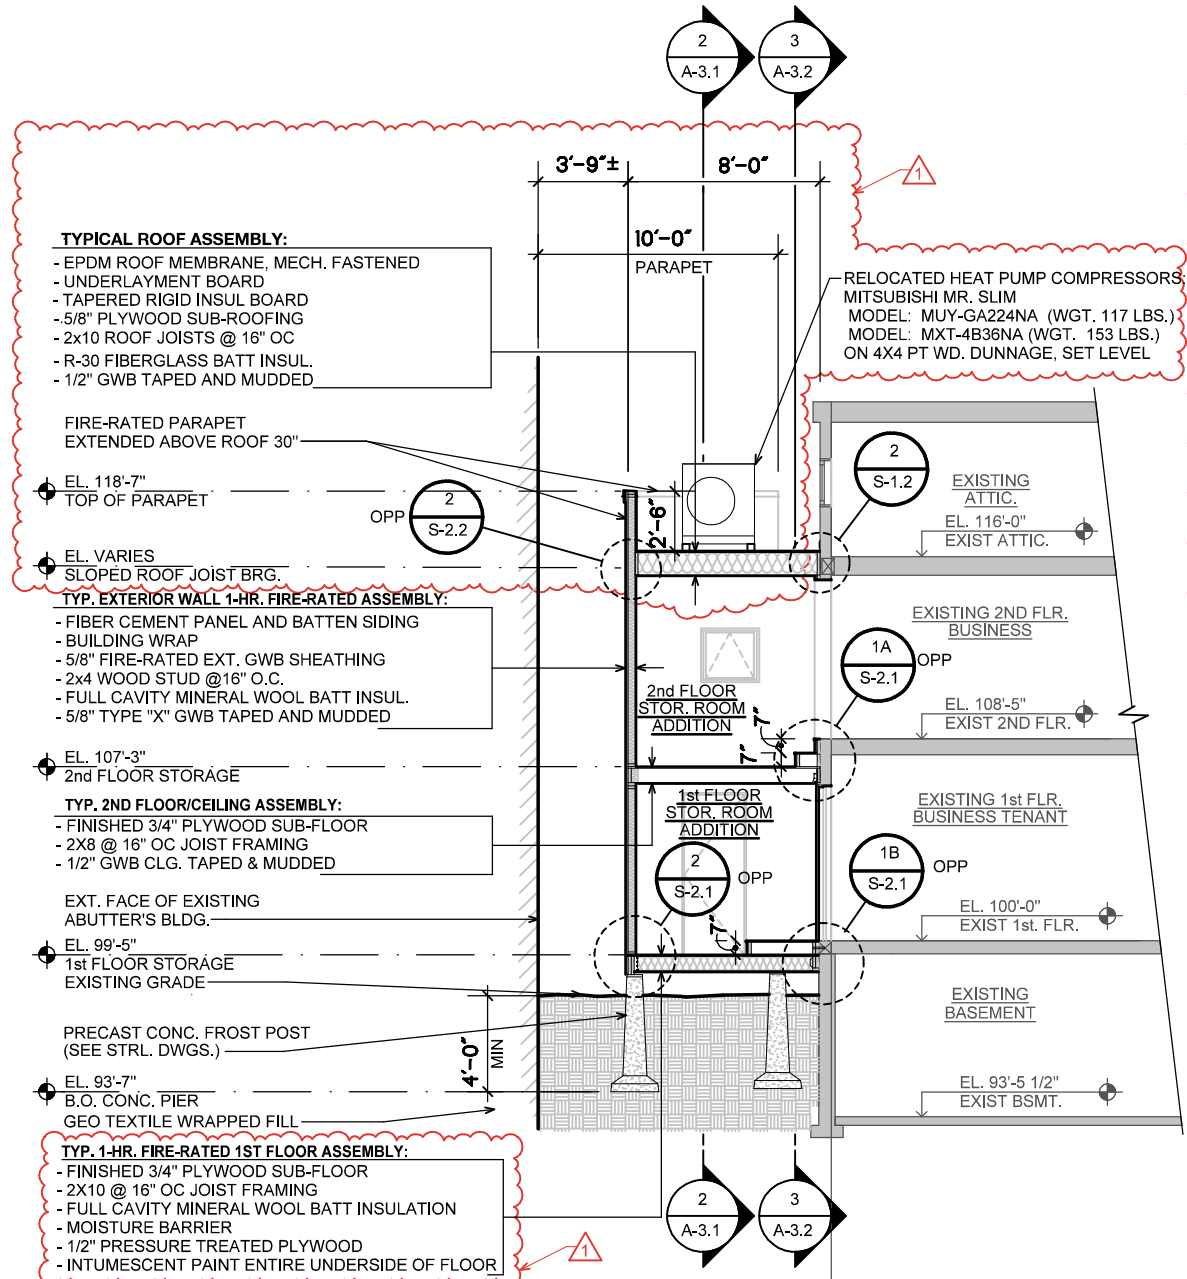 2
A-3.1
3
A-3.2
3'-9"±
8'-0"
1
10'-0"
PARAPET
TYPICAL ROOF ASSEMBLY:
- EPDM ROOF MEMBRANE, MECH. FASTENED
- UNDERLAYMENT BOARD
- TAPERED RIGID INSUL BOARD
- 5/8" PLYWOOD SUB-ROOFING
- 2x10 ROOF JOISTS @ 16" OC
- R-30 FIBERGLASS BATT INSUL.
- 1/2" GWB TAPED AND MUDDED
RELOCATED HEAT PUMP COMPRESSORS:
MITSUBISHI MR. SLIM
MODEL: MUY-GA224NA (WGT. 117 LBS.)
MODEL: MXT-4B36NA (WGT. 153 LBS.)
ON 4X4 PT WD. DUNNAGE, SET LEVEL
FIRE-RATED PARAPET
EXTENDED ABOVE ROOF 30"
EL. 118'-7"
TOP OF PARAPET
OPP
2
S-2.2
2'-6"
2
S-1.2
EXISTING
ATTIC.
EL. 116'-0"
EXIST ATTIC.
EL. VARIES
SLOPED ROOF JOIST BRG.
TYP. EXTERIOR WALL 1-HR. FIRE-RATED ASSEMBLY:
- FIBER CEMENT PANEL AND BATTEN SIDING
- BUILDING WRAP
- 5/8" FIRE-RATED EXT. GWB SHEATHING
- 2x4 WOOD STUD @16" O.C.
- FULL CAVITY MINERAL WOOL BATT INSUL.
- 5/8" TYPE "X" GWB TAPED AND MUDDED
EXISTING 2ND FLR.
BUSINESS
1A
S-2.1
OPP
2nd FLOOR
STOR. ROOM
ADDITION
7"
7"
EL. 108'-5"
EXIST 2ND FLR.
EL. 107'-3"
2nd FLOOR STORAGE
TYP. 2ND FLOOR/CEILING ASSEMBLY:
- FINISHED 3/4" PLYWOOD SUB-FLOOR
- 2X8 @ 16" OC JOIST FRAMING
- 1/2" GWB CLG. TAPED & MUDDED
1st FLOOR
STOR. ROOM
ADDITION
EXISTING 1st FLR.
BUSINESS TENANT
2
S-2.1
OPP
1B
S-2.1
OPP
EXT. FACE OF EXISTING
ABUTTER'S BLDG.
7"
EL. 100'-0"
EXIST 1st. FLR.
EL. 99'-5"
1st FLOOR STORAGE
EXISTING GRADE
EXISTING
BASEMENT
PRECAST CONC. FROST POST
(SEE STRL. DWGS.)
4'-0"
MIN
EL. 93'-7"
B.O. CONC. PIER
GEO TEXTILE WRAPPED FILL
EL. 93'-5 1/2"
EXIST BSMT.
TYP. 1-HR. FIRE-RATED 1ST FLOOR ASSEMBLY:
- FINISHED 3/4" PLYWOOD SUB-FLOOR
- 2X10 @ 16" OC JOIST FRAMING
- FULL CAVITY MINERAL WOOL BATT INSULATION
- MOISTURE BARRIER
- 1/2" PRESSURE TREATED PLYWOOD
- INTUMESCENT PAINT ENTIRE UNDERSIDE OF FLOOR
1
2
A-3.1
3
A-3.2